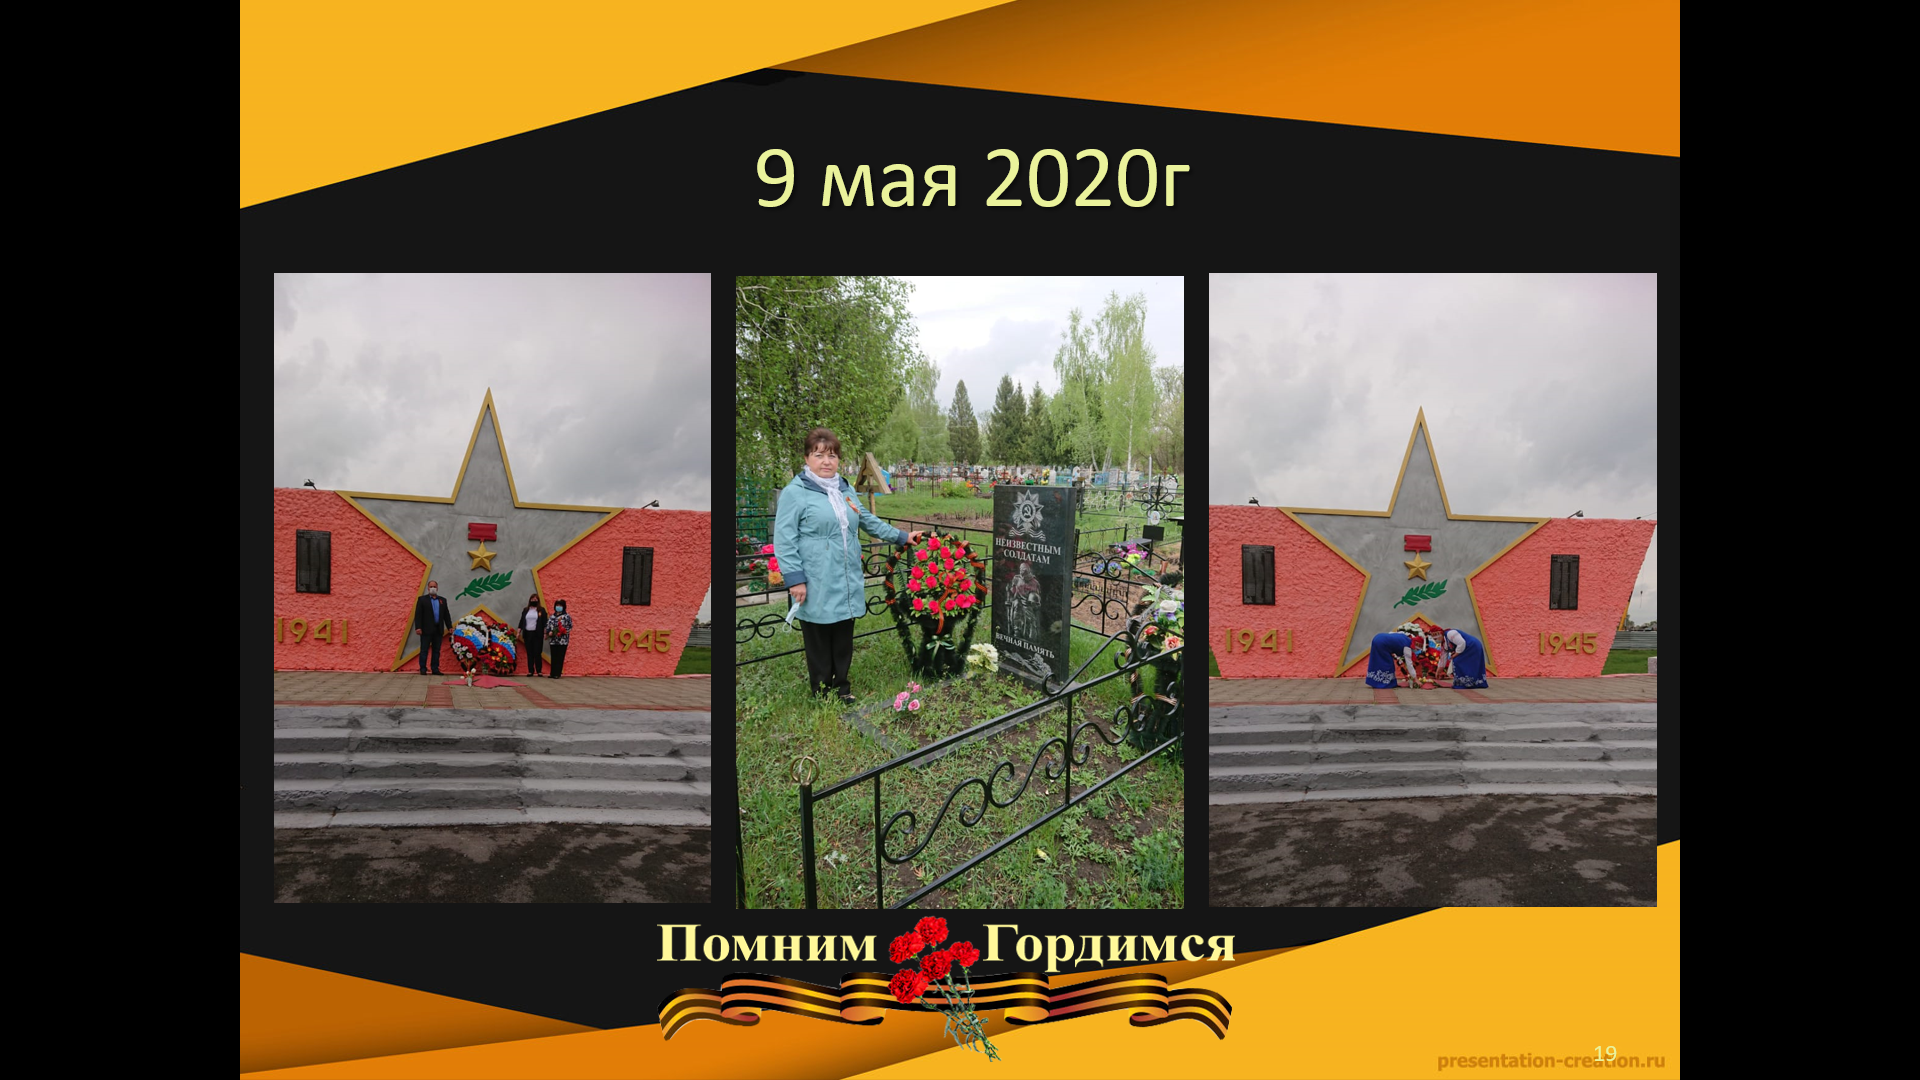 9 мая 2020г
1941
1945
НЕИЗВЕСТНЫМ
СОЛДАТАМ
ВЕЧНАЯ ПАМЯТЬ
1941
1945
Помним Гордимся
19
presentation-creation.ru